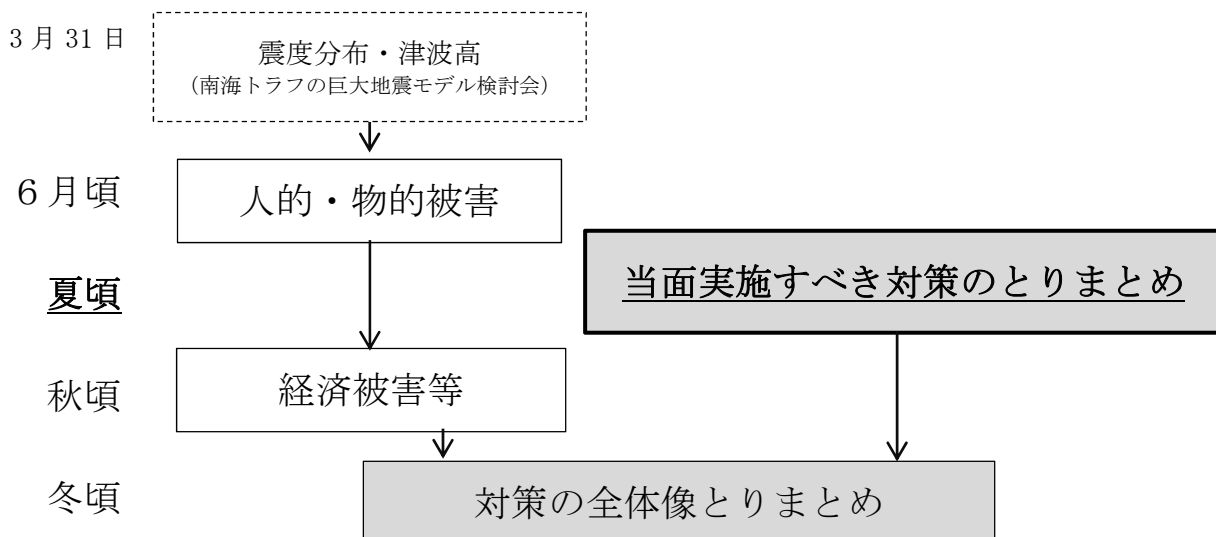 3月31日
震度分布・津波高
(南海トラフの巨大地震モデル検討会)
6月頃
人的・物的被害
夏頃
当面実施すべき対策のとりまとめ
秋頃
経済被害等
冬頃
対策の全体像とりまとめ